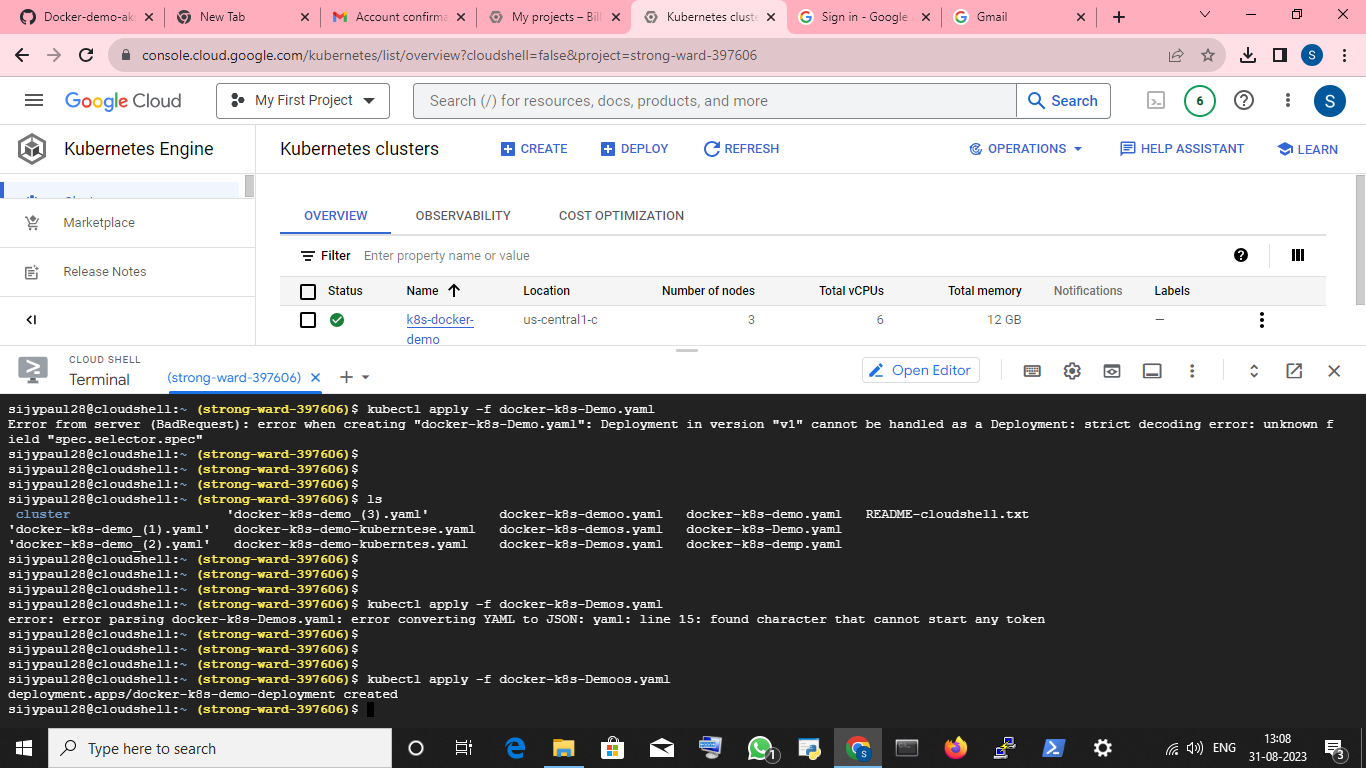 Docker-demo-aks
New Tab
Account confirma
My projects – Bill
Kubernetes cluste
Sign in - Google
Gmail
console.cloud.google.com/kubernetes/list/overview?cloudshell=false&project=strong-ward-397606
S
Google Cloud
My First Project
Search (/) for resources, docs, products, and more
Search
6
S
Kubernetes Engine
Kubernetes clusters
CREATE
DEPLOY
REFRESH
OPERATIONS
HELP ASSISTANT
LEARN
Marketplace
Release Notes
OVERVIEW
OBSERVABILITY
COST OPTIMIZATION
Filter
Enter property name or value
Status
Name
Location
Number of nodes
Total vCPUs
Total memory
Notifications
Labels
k8s-docker-
demo
us-central1-c
3
6
12 GB
—
CLOUD SHELL
Terminal
(strong-ward-397606)
Open Editor
sijypaul28@cloudshell:~ (strong-ward-397606)$ kubectl apply -f docker-k8s-Demo.yaml
Error from server (BadRequest): error when creating "docker-k8s-Demo.yaml": Deployment in version "v1" cannot be handled as a Deployment: strict decoding error: unknown f
ield "spec.selector.spec"
sijypaul28@cloudshell:~ (strong-ward-397606)$
sijypaul28@cloudshell:~ (strong-ward-397606)$
sijypaul28@cloudshell:~ (strong-ward-397606)$
sijypaul28@cloudshell:~ (strong-ward-397606)$ ls
cluster 'docker-k8s-demo_(3).yaml' docker-k8s-demoo.yaml docker-k8s-demo.yaml README-cloudshell.txt
'docker-k8s-demo_(1).yaml' docker-k8s-demo-kuberntese.yaml docker-k8s-demos.yaml docker-k8s-Demo.yaml
'docker-k8s-demo_(2).yaml' docker-k8s-demo-kuberntes.yaml docker-k8s-Demos.yaml docker-k8s-demp.yaml
sijypaul28@cloudshell:~ (strong-ward-397606)$
sijypaul28@cloudshell:~ (strong-ward-397606)$
sijypaul28@cloudshell:~ (strong-ward-397606)$
sijypaul28@cloudshell:~ (strong-ward-397606)$ kubectl apply -f docker-k8s-Demos.yaml
error: error parsing docker-k8s-Demos.yaml: error converting YAML to JSON: yaml: line 15: found character that cannot start any token
sijypaul28@cloudshell:~ (strong-ward-397606)$
sijypaul28@cloudshell:~ (strong-ward-397606)$
sijypaul28@cloudshell:~ (strong-ward-397606)$
sijypaul28@cloudshell:~ (strong-ward-397606)$ kubectl apply -f docker-k8s-Demoos.yaml
deployment.apps/docker-k8s-demo-deployment created
sijypaul28@cloudshell:~ (strong-ward-397606)$
Type here to search
1
S
ENG
13:08
31-08-2023
3